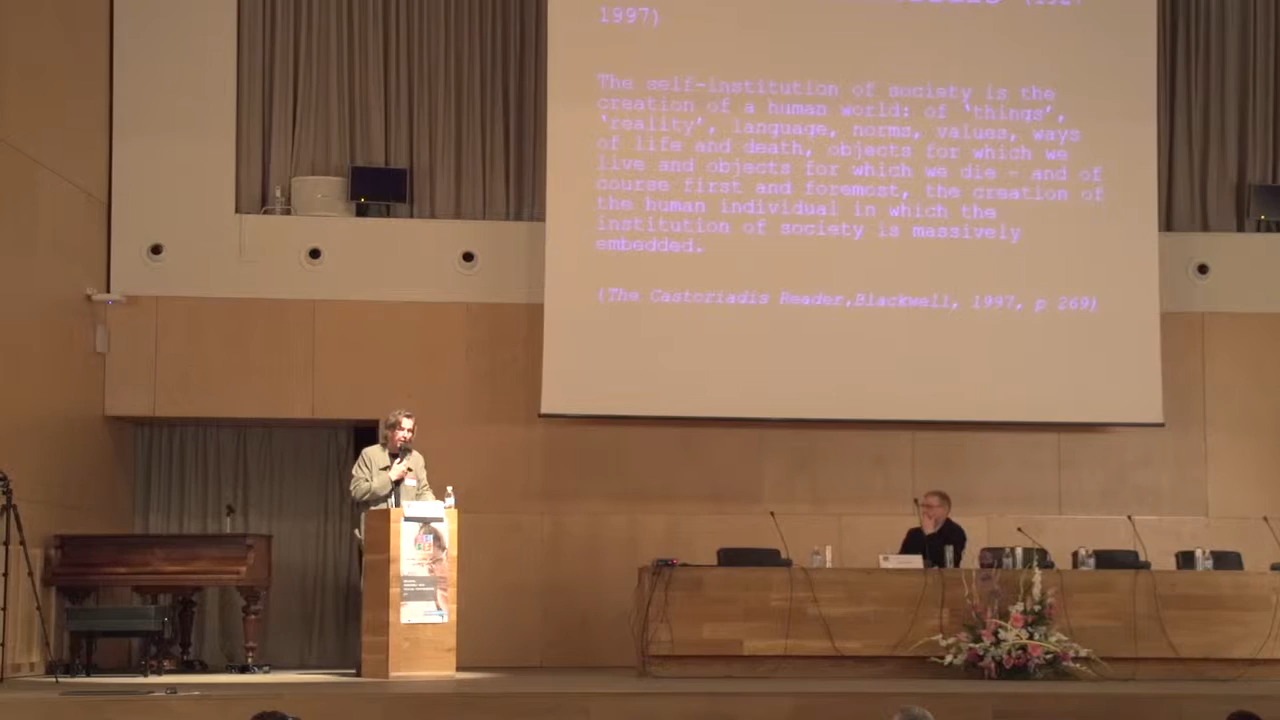 1997)
The self-institution of society is the
creation of a human world: of 'things',
'reality', language, norms, values, ways
of life and death, objects for which we
live and objects for which we die – and of
course first and foremost, the creation of
the human individual in which the
institution of society is massively
embedded.
(The Castoriadis Reader,Blackwell, 1997, p 269)